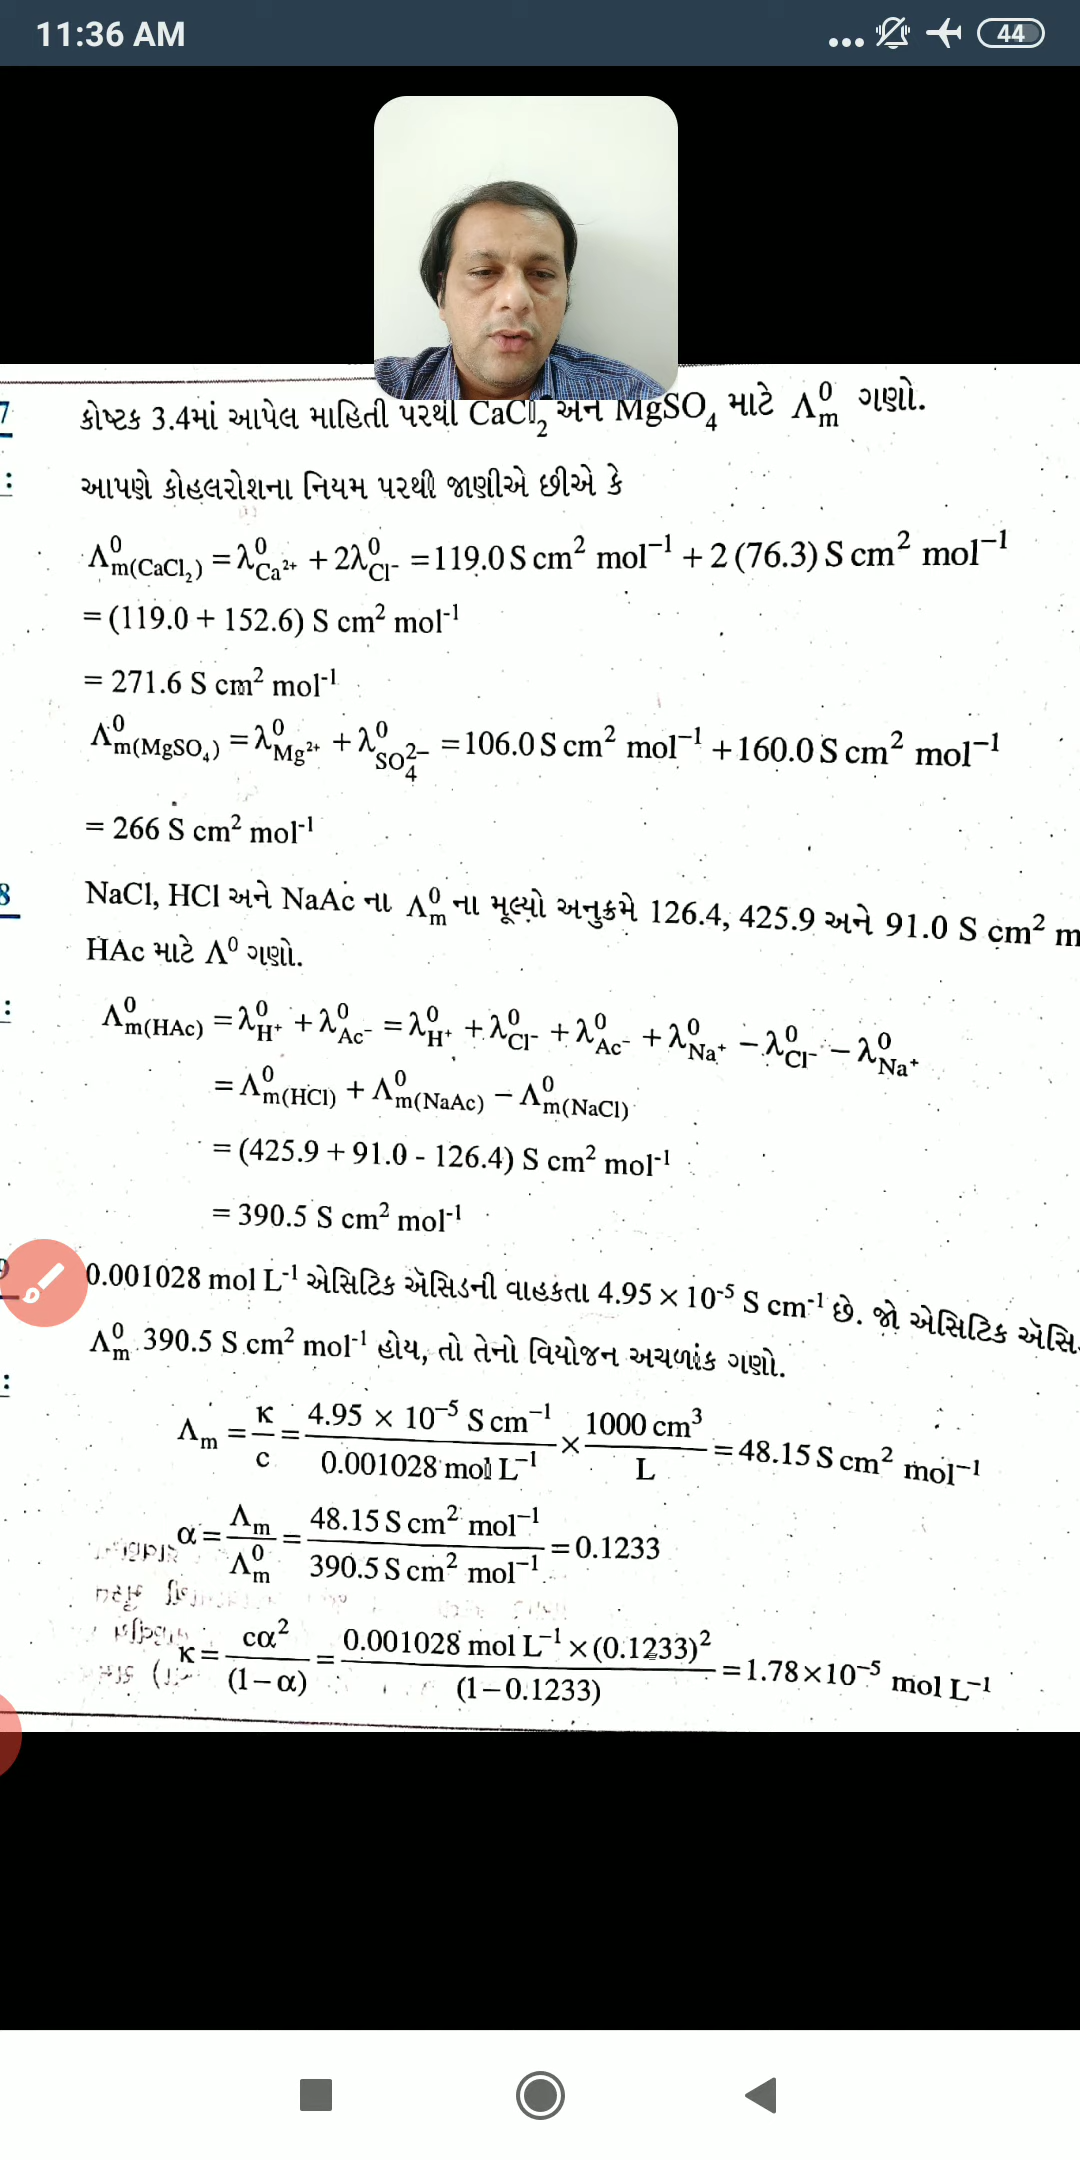 11:36 AM
44
7 કોષ્ટક 3.4માં આપેલ માહિતી પરથી CaCl₂ અને MgSO₄ માટે Λ⁰m ગણો.
: આપણે કોહલરોશના નિયમ પરથી જાણીએ છીએ કે
Λ⁰m(CaCl₂) = λ⁰Ca²⁺ + 2λ⁰Cl⁻ = 119.0 S cm² mol⁻¹ + 2 (76.3) S cm² mol⁻¹
= (119.0 + 152.6) S cm² mol⁻¹
= 271.6 S cm² mol⁻¹
Λ⁰m(MgSO₄) = λ⁰Mg²⁺ + λ⁰SO₄²⁻ = 106.0 S cm² mol⁻¹ + 160.0 S cm² mol⁻¹
= 266 S cm² mol⁻¹
8 NaCl, HCl અને NaAc ના Λ⁰m ના મૂલ્યો અનુક્રમે 126.4, 425.9 અને 91.0 S cm² m
HAc માટે Λ⁰ ગણો.
: Λ⁰m(HAc) = λ⁰H⁺ + λ⁰Ac⁻ = λ⁰H⁺ + λ⁰Cl⁻ + λ⁰Ac⁻ + λ⁰Na⁺ − λ⁰Cl⁻ − λ⁰Na⁺
= Λ⁰m(HCl) + Λ⁰m(NaAc) − Λ⁰m(NaCl)
= (425.9 + 91.0 - 126.4) S cm² mol⁻¹
= 390.5 S cm² mol⁻¹
9 0.001028 mol L⁻¹ એસિટિક ઍસિડની વાહકતા 4.95 × 10⁻⁵ S cm⁻¹ છે. જો એસિટિક ઍસિ
Λ⁰m 390.5 S cm² mol⁻¹ હોય, તો તેનો વિયોજન અચળાંક ગણો.
: Λm = κ/c = 4.95 × 10⁻⁵ S cm⁻¹ / 0.001028 mol L⁻¹ × 1000 cm³ / L = 48.15 S cm² mol⁻¹
α = Λm/Λ⁰m = 48.15 S cm² mol⁻¹ / 390.5 S cm² mol⁻¹ = 0.1233
κ = cα²/(1−α) = 0.001028 mol L⁻¹ × (0.1233)² / (1−0.1233) = 1.78×10⁻⁵ mol L⁻¹